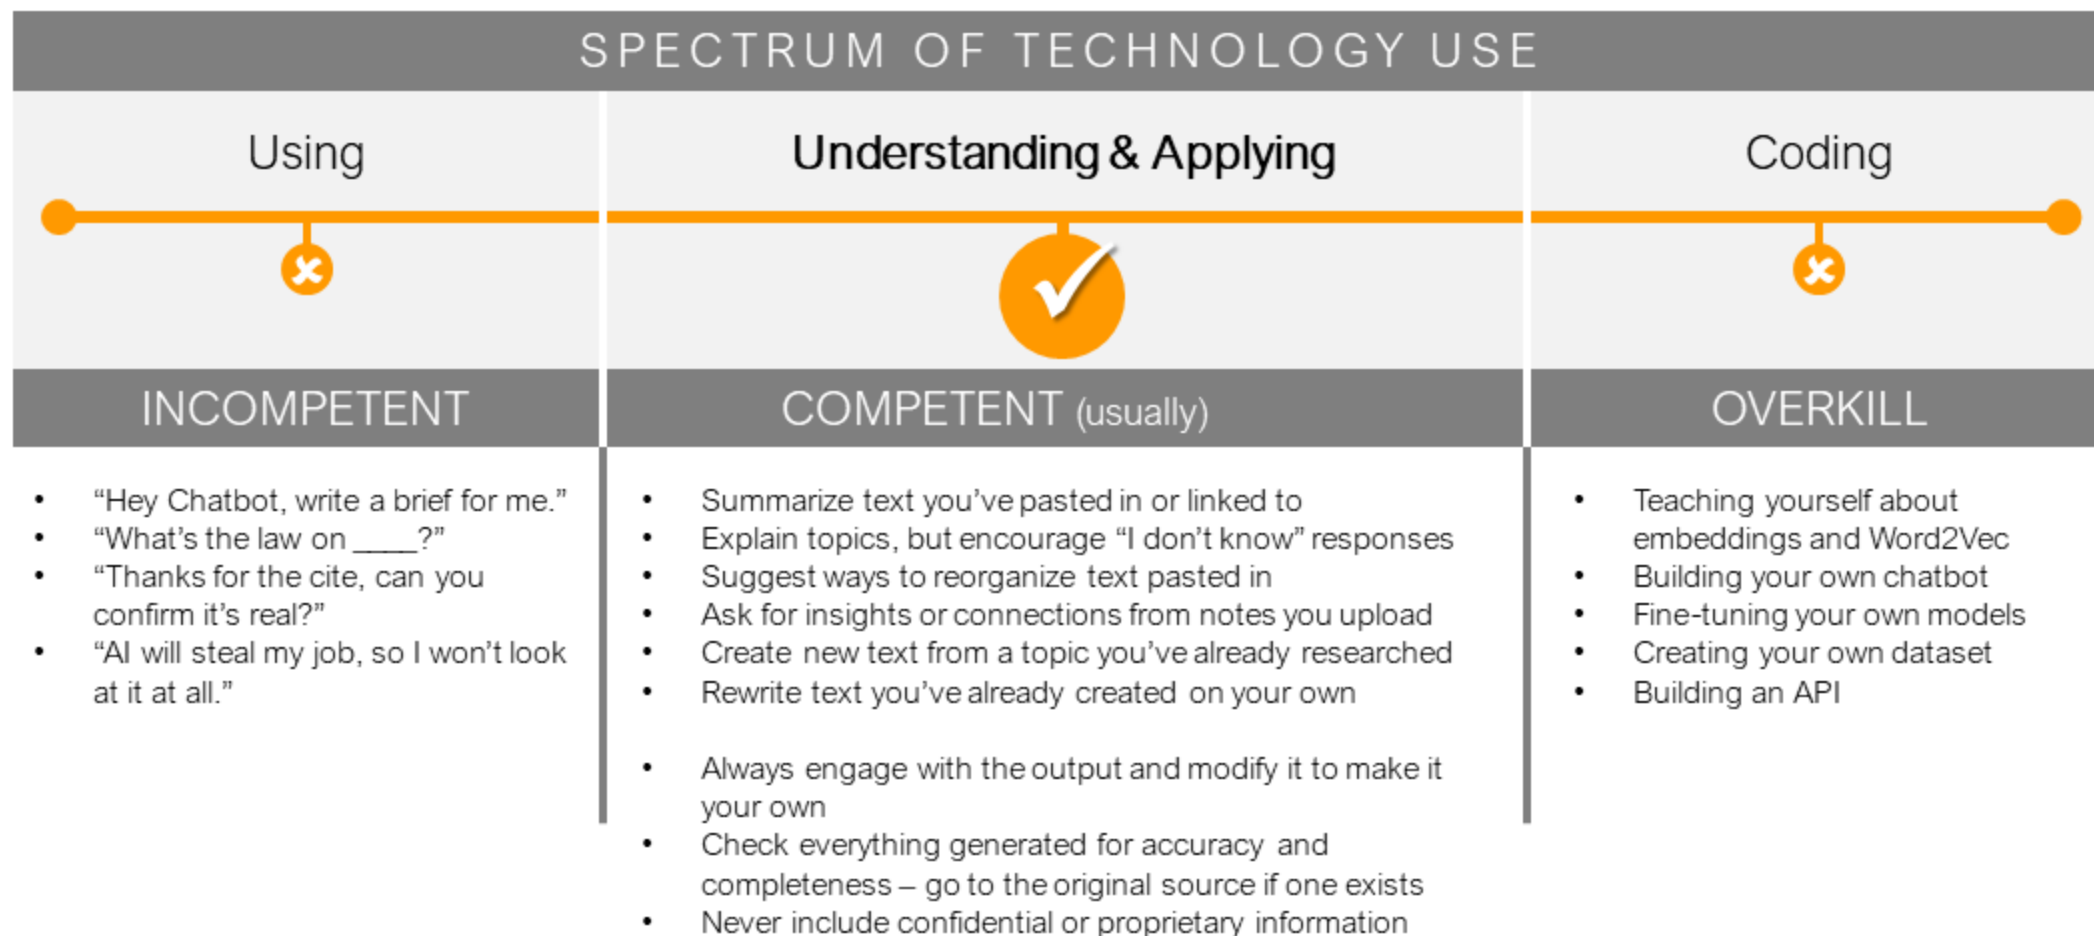 SPECTRUM OF TECHNOLOGY USE
Using
Understanding & Applying
Coding
INCOMPETENT
COMPETENT (usually)
OVERKILL
• “Hey Chatbot, write a brief for me.”
• “What’s the law on ____?”
• “Thanks for the cite, can you
confirm it’s real?”
• “AI will steal my job, so I won’t look
at it at all.”
• Summarize text you’ve pasted in or linked to
• Explain topics, but encourage “I don’t know” responses
• Suggest ways to reorganize text pasted in
• Ask for insights or connections from notes you upload
• Create new text from a topic you’ve already researched
• Rewrite text you’ve already created on your own
• Always engage with the output and modify it to make it
your own
• Check everything generated for accuracy and
completeness – go to the original source if one exists
• Never include confidential or proprietary information
• Teaching yourself about
embeddings and Word2Vec
• Building your own chatbot
• Fine-tuning your own models
• Creating your own dataset
• Building an API